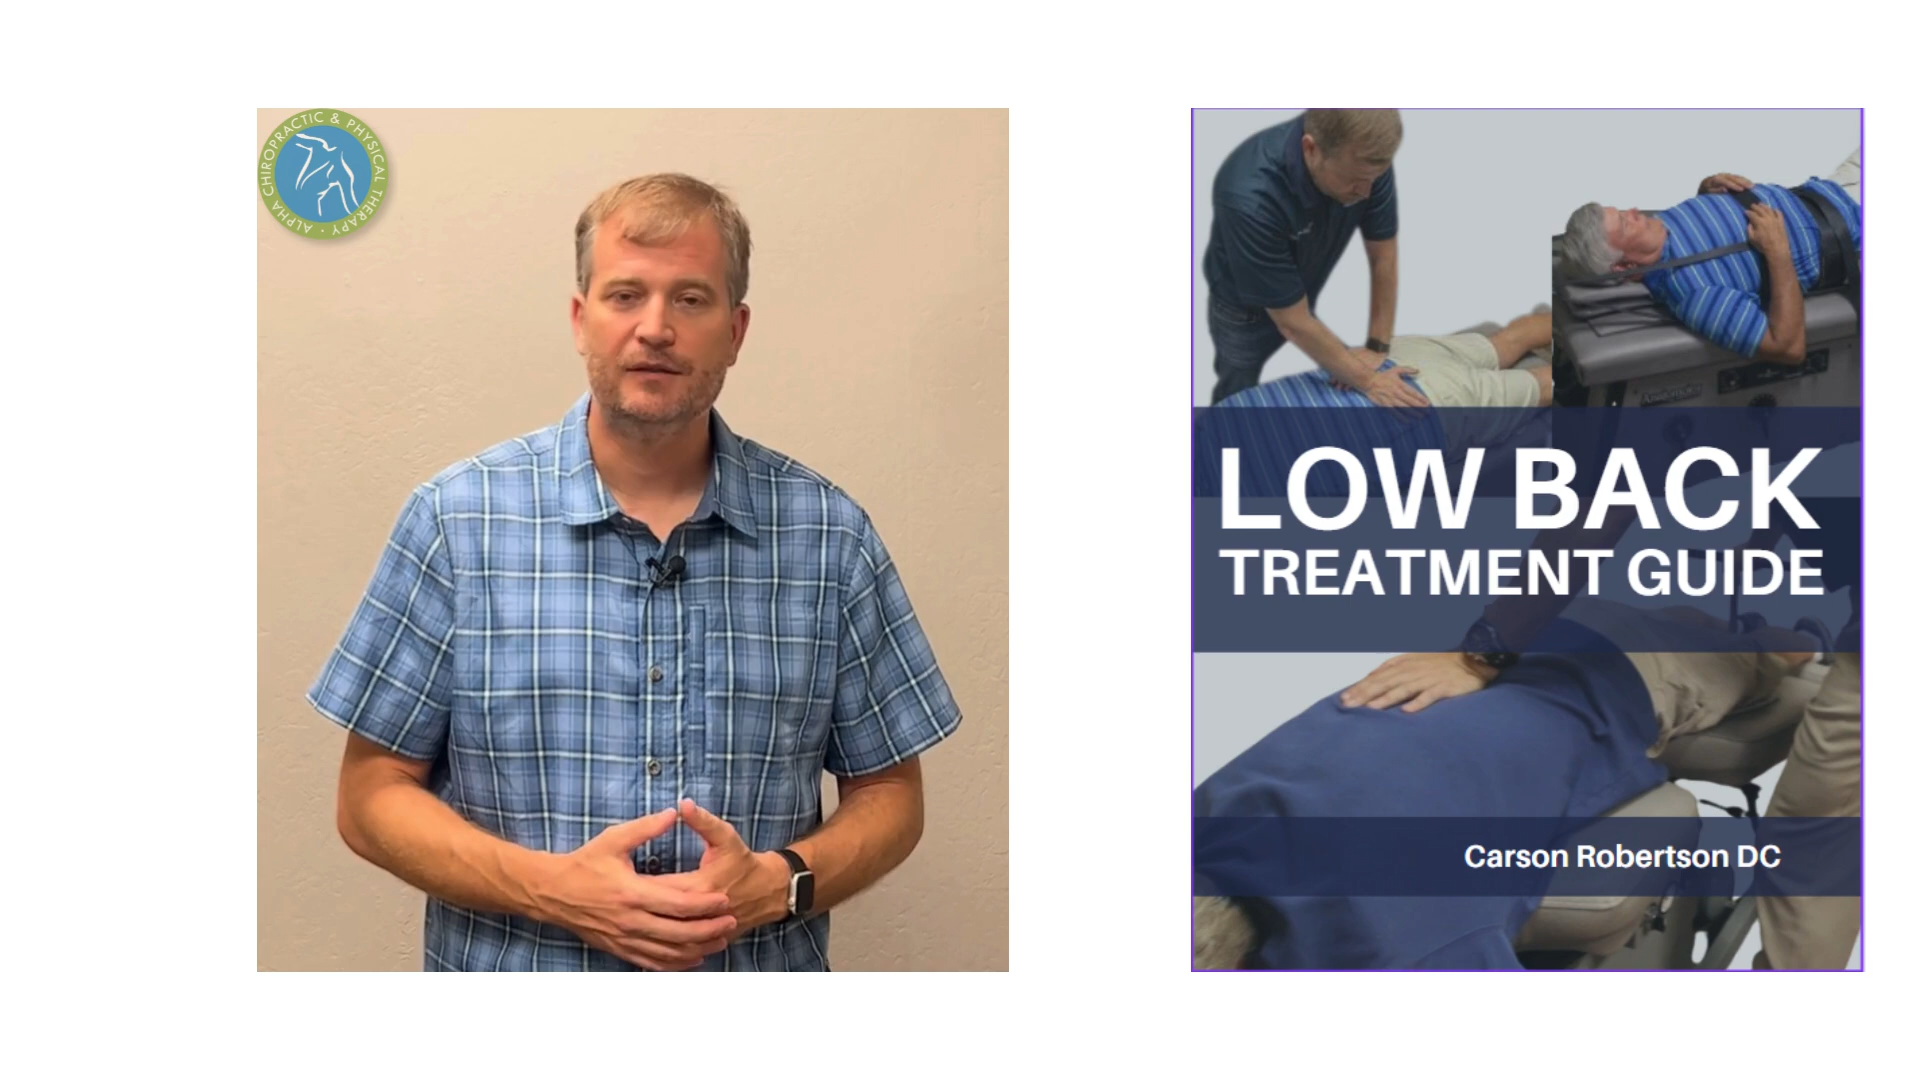 ALPHA CHIROPRACTIC & PHYSICAL THERAPY •
LOW BACK
TREATMENT GUIDE
Carson Robertson DC